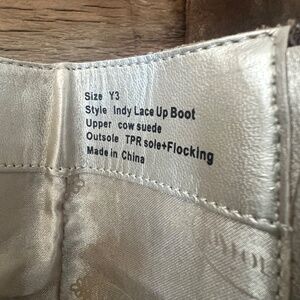 Size Y3
Style Indy Lace Up Boot
Upper cow suede
Outsole TPR sole+Flocking
Made in China